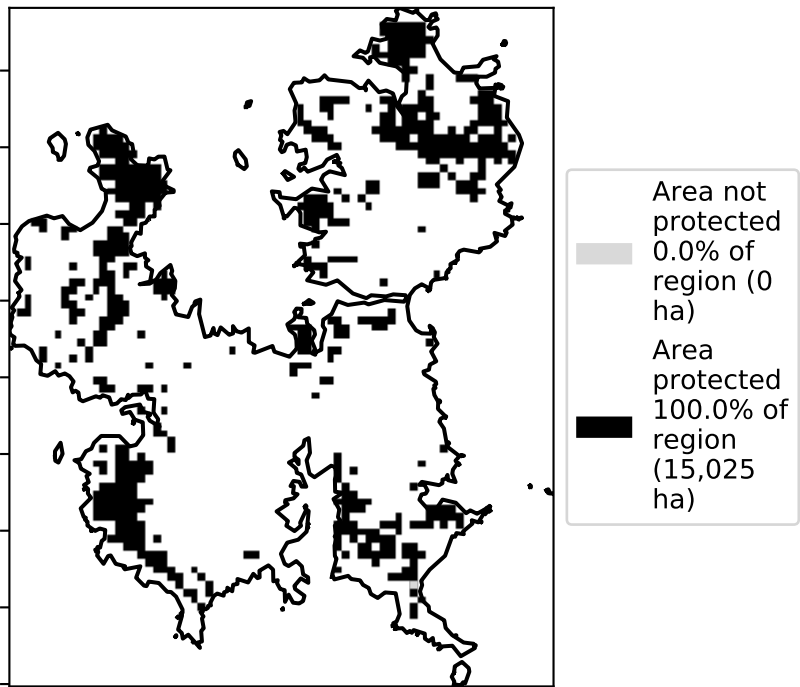 Area not
protected
0.0% of
region (0
ha)
Area
protected
100.0% of
region
(15,025
ha)